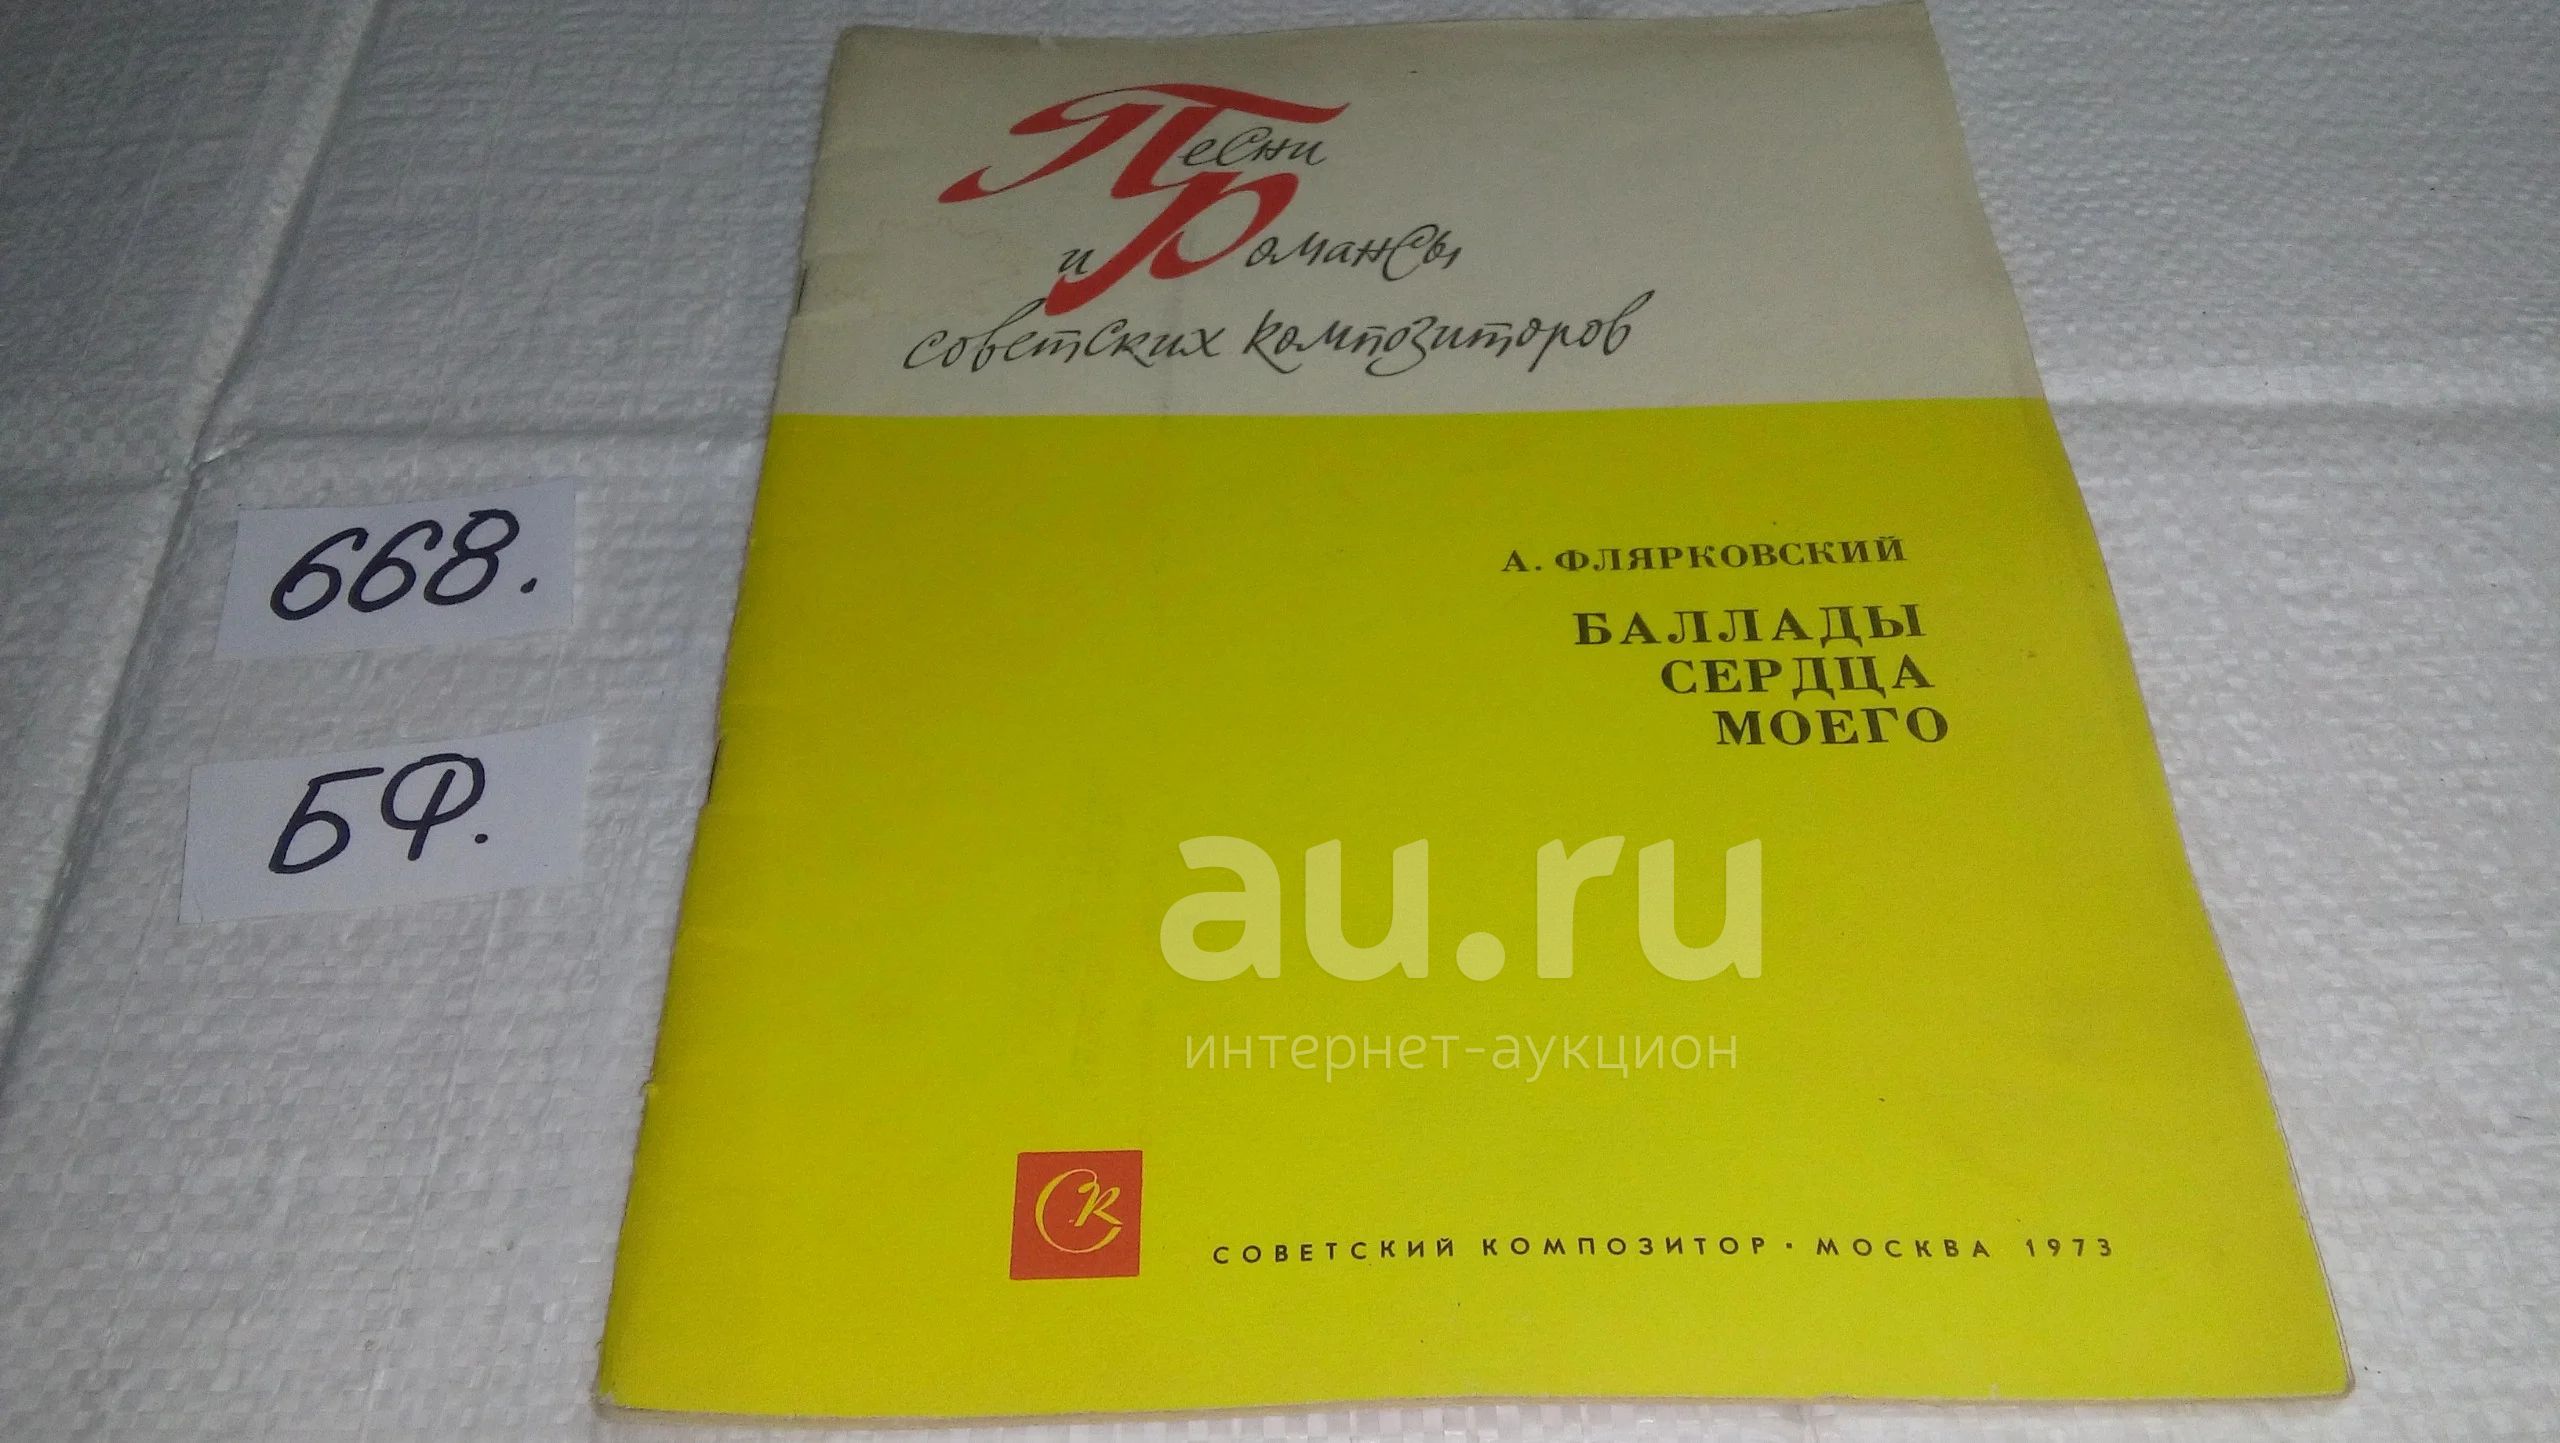 Песни
и Романсы
советских композиторов
668.
А. ФЛЯРКОВСКИЙ
БАЛЛАДЫ
СЕРДЦА
МОЕГО
БФ.
au.ru
интернет-аукцион
СК
СОВЕТСКИЙ КОМПОЗИТОР · МОСКВА 1973